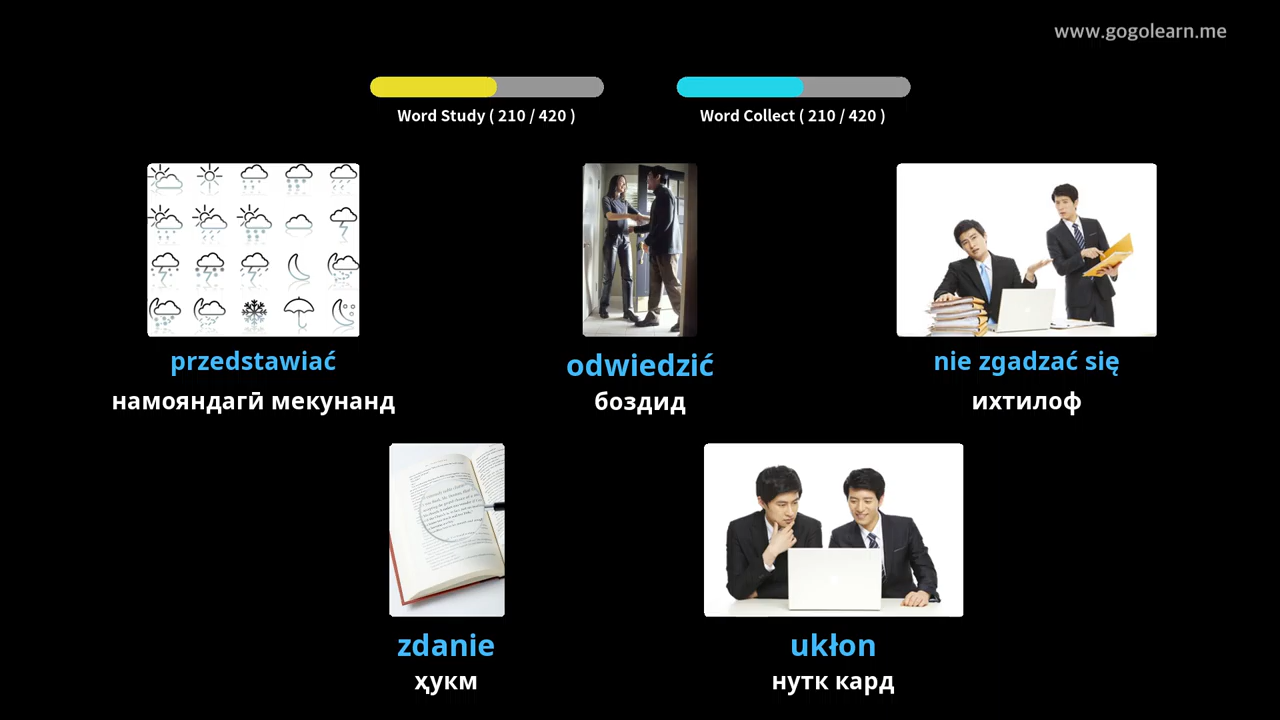 www.gogolearn.me
Word Study ( 210 / 420 )
Word Collect ( 210 / 420 )
przedstawiać
намояндагӣ мекунанд
odwiedzić
боздид
nie zgadzać się
ихтилоф
zdanie
ҳукм
ukłon
нутк кард